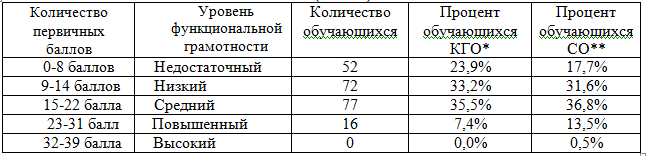 Количество первичных баллов | Уровень функциональной грамотности | Количество обучающихся | Процент обучающихся КГО* | Процент обучающихся СО**
0-8 баллов | Недостаточный | 52 | 23,9% | 17,7%
9-14 баллов | Низкий | 72 | 33,2% | 31,6%
15-22 балла | Средний | 77 | 35,5% | 36,8%
23-31 балл | Повышенный | 16 | 7,4% | 13,5%
32-39 балла | Высокий | 0 | 0,0% | 0,5%